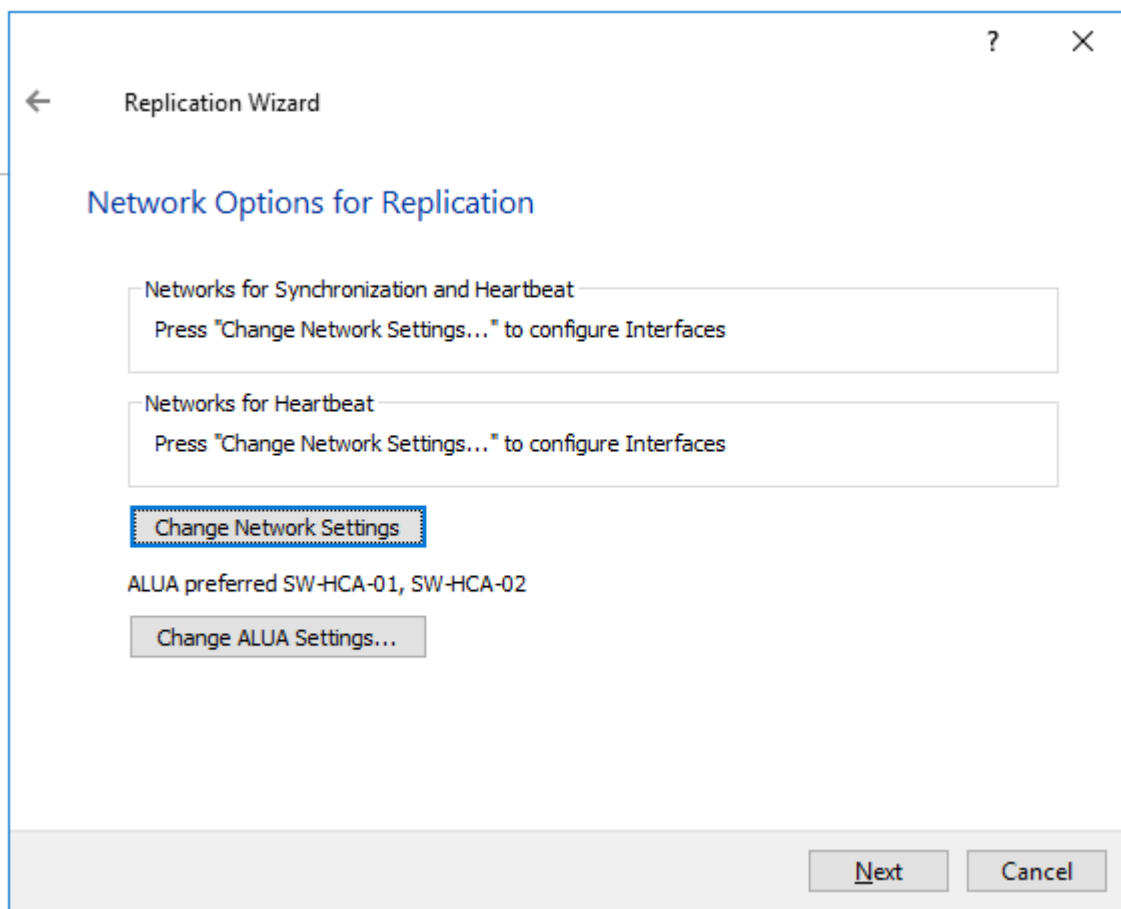 ?
Replication Wizard
Network Options for Replication
Networks for Synchronization and Heartbeat
Press "Change Network Settings..." to configure Interfaces
Networks for Heartbeat
Press "Change Network Settings..." to configure Interfaces
Change Network Settings
ALUA preferred SW-HCA-01, SW-HCA-02
Change ALUA Settings...
Next
Cancel